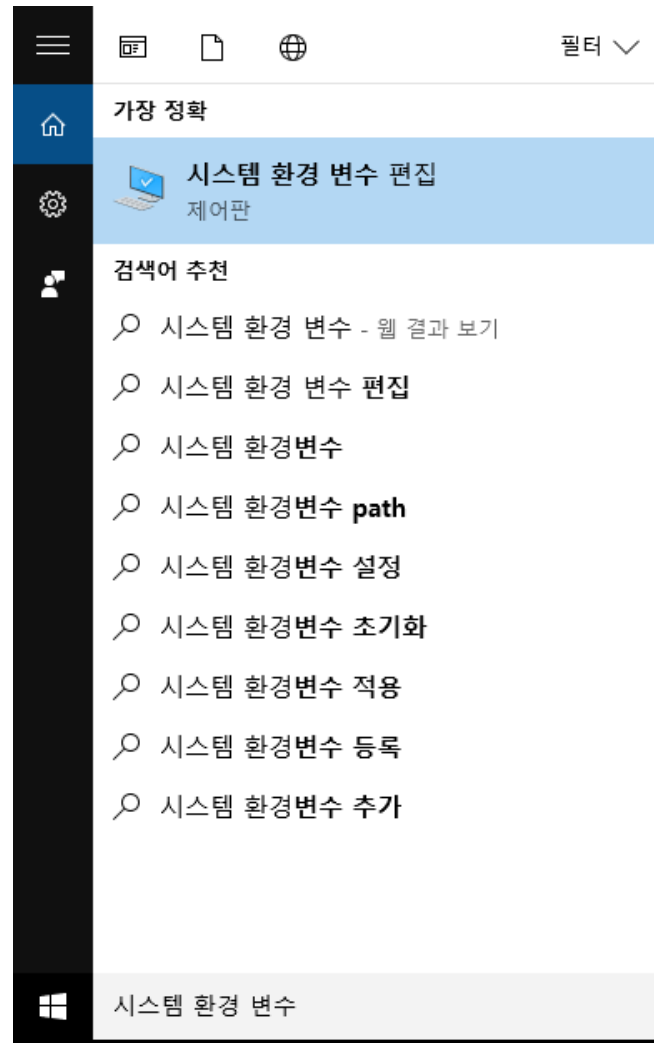 필터
가장 정확
시스템 환경 변수 편집
제어판
검색어 추천
시스템 환경 변수 - 웹 결과 보기
시스템 환경 변수 편집
시스템 환경변수
시스템 환경변수 path
시스템 환경변수 설정
시스템 환경변수 초기화
시스템 환경변수 적용
시스템 환경변수 등록
시스템 환경변수 추가
시스템 환경 변수